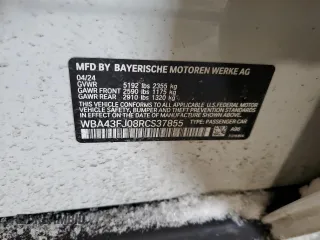 MFD BY BAYERISCHE MOTOREN WERKE AG
04/24
GVWR 5192 lbs 2355 kg
GAWR FRONT 2590 lbs 1175 kg
GAWR REAR 2910 lbs 1320 kg
THIS VEHICLE CONFORMS TO ALL APPLICABLE FEDERAL MOTOR
VEHICLE SAFETY, BUMPER AND THEFT PREVENTION STANDARDS
IN EFFECT ON THE DATE OF MANUFACTURE SHOWN ABOVE.
WBA43FJ08RCS37855 TYPE: PASSENGER CAR